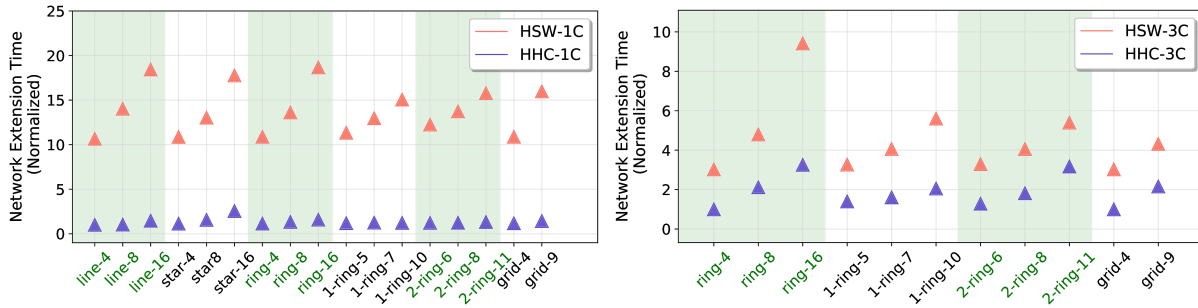 Network Extension Time
(Normalized)
25
20
15
10
5
0
HSW-1C
HHC-1C
line-4
line-8
line-16
star-4
star8
star-16
ring-4
ring-8
ring-16
1-ring-5
1-ring-7
1-ring-10
2-ring-6
2-ring-8
2-ring-11
grid-4
grid-9
Network Extension Time
(Normalized)
10
8
6
4
2
0
HSW-3C
HHC-3C
ring-4
ring-8
ring-16
1-ring-5
1-ring-7
1-ring-10
2-ring-6
2-ring-8
2-ring-11
grid-4
grid-9